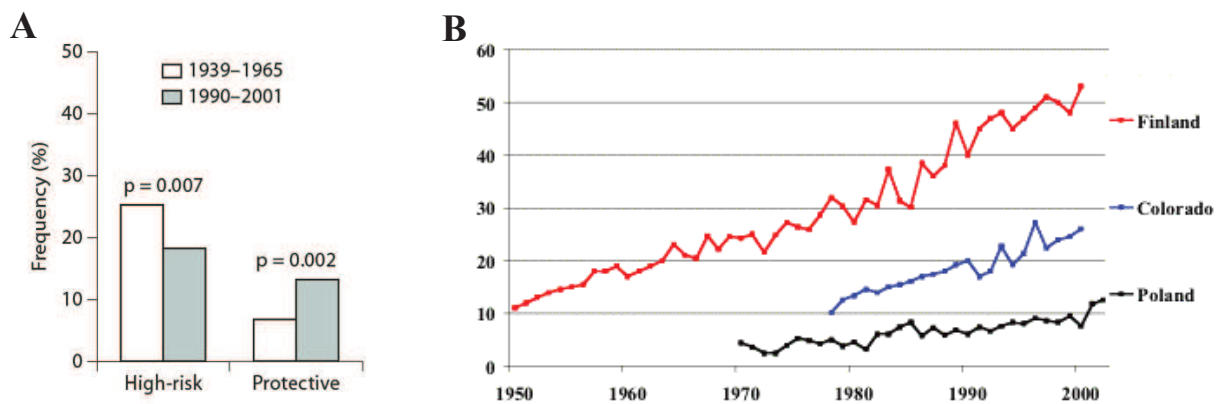 A
50
40
30
20
10
0
Frequency (%)
1939–1965
1990–2001
p = 0.007
p = 0.002
High-risk
Protective
B
60
50
40
30
20
10
0
1950
1960
1970
1980
1990
2000
Finland
Colorado
Poland